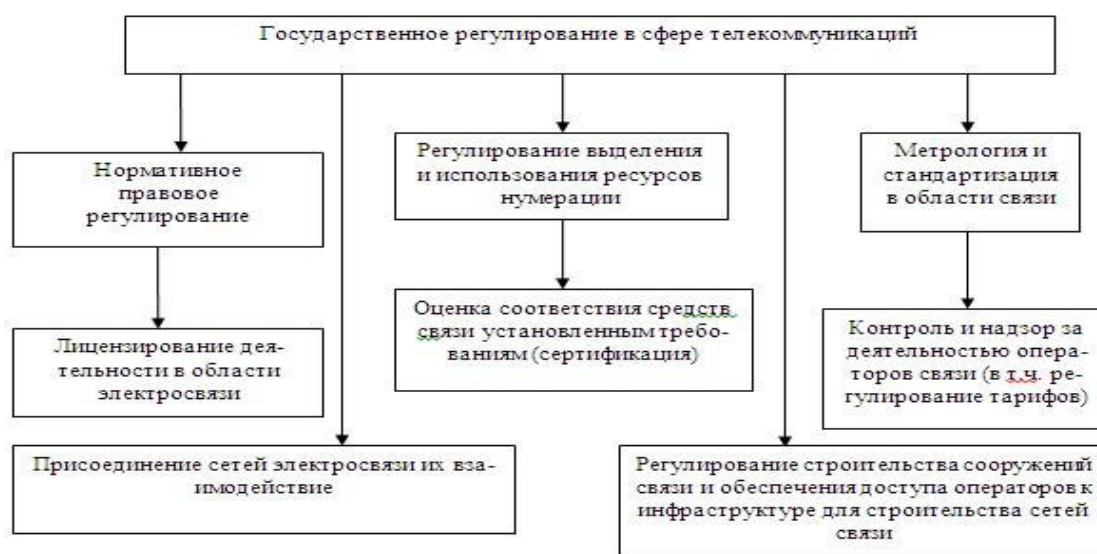 Государственное регулирование в сфере телекоммуникаций
Нормативное
правовое
регулирование
Регулирование выделения
и использования ресурсов
нумерации
Метрология и
стандартизация
в области связи
Лицензирование дея-
тельности в области
электросвязи
Оценка соответствия средств
связи установленным требо-
ваниям (сертификация)
Контроль и надзор за
деятельностью опера-
торов связи (в т.ч. ре-
гулирование тарифов)
Присоединение сетей электросвязи их вза-
имодействие
Регулирование строительства сооружений
связи и обеспечения доступа операторов к
инфраструктуре для строительства сетей
связи